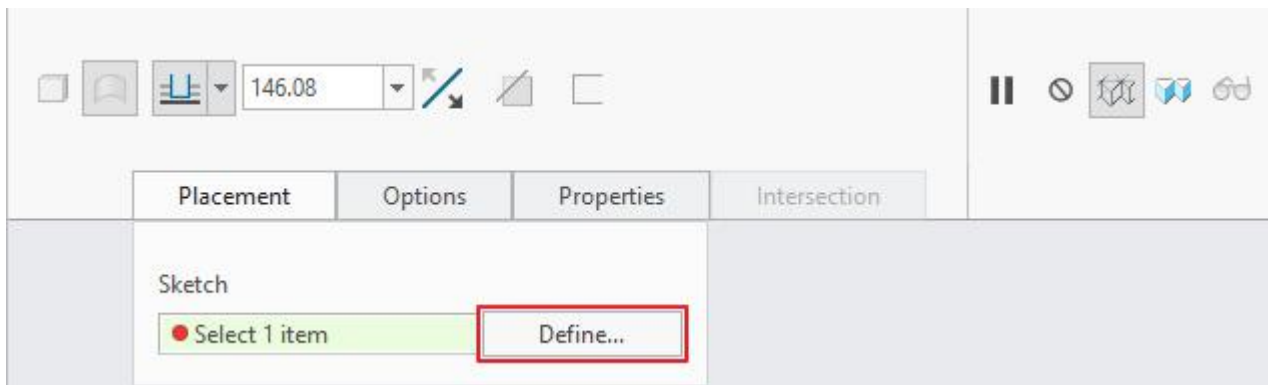 146.08
Placement Options Properties Intersection
Sketch
Select 1 item Define...